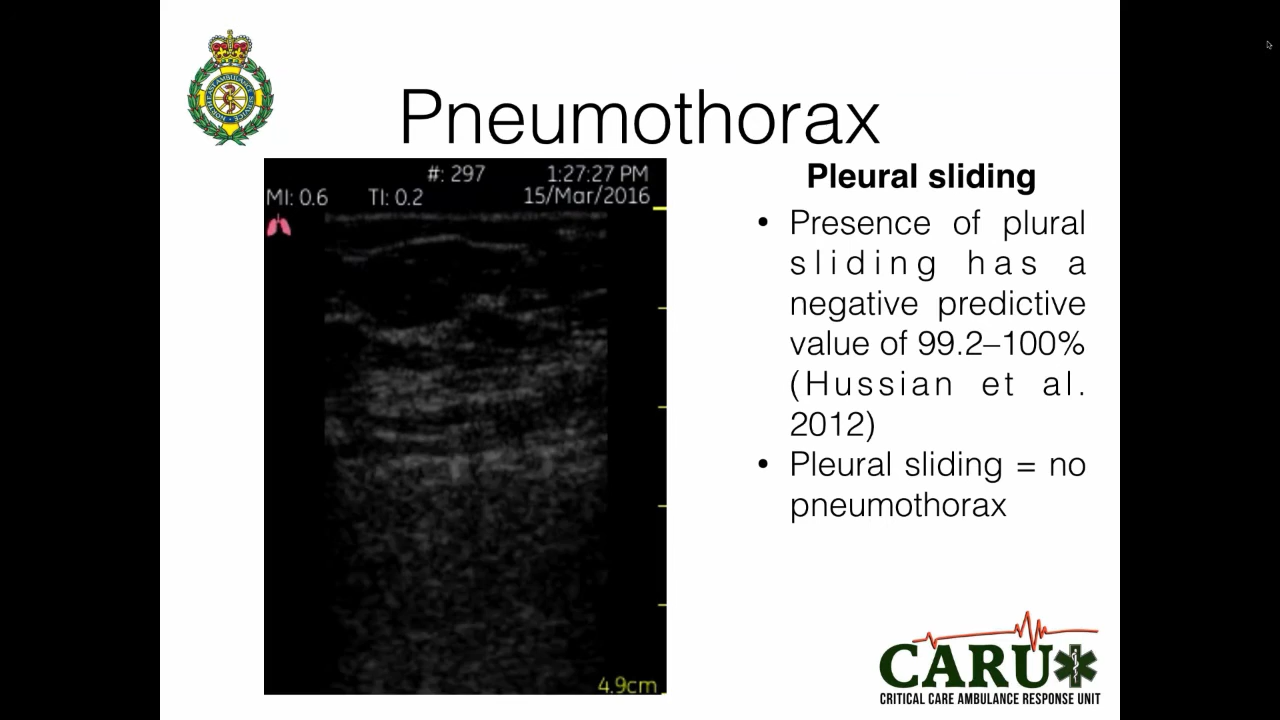 Pneumothorax
#: 297 1:27:27 PM
MI: 0.6 TI: 0.2 15/Mar/2016
4.9cm
Pleural sliding
• Presence of plural
sliding has a
negative predictive
value of 99.2–100%
(Hussian et al.
2012)
• Pleural sliding = no
pneumothorax
CARU
CRITICAL CARE AMBULANCE RESPONSE UNIT